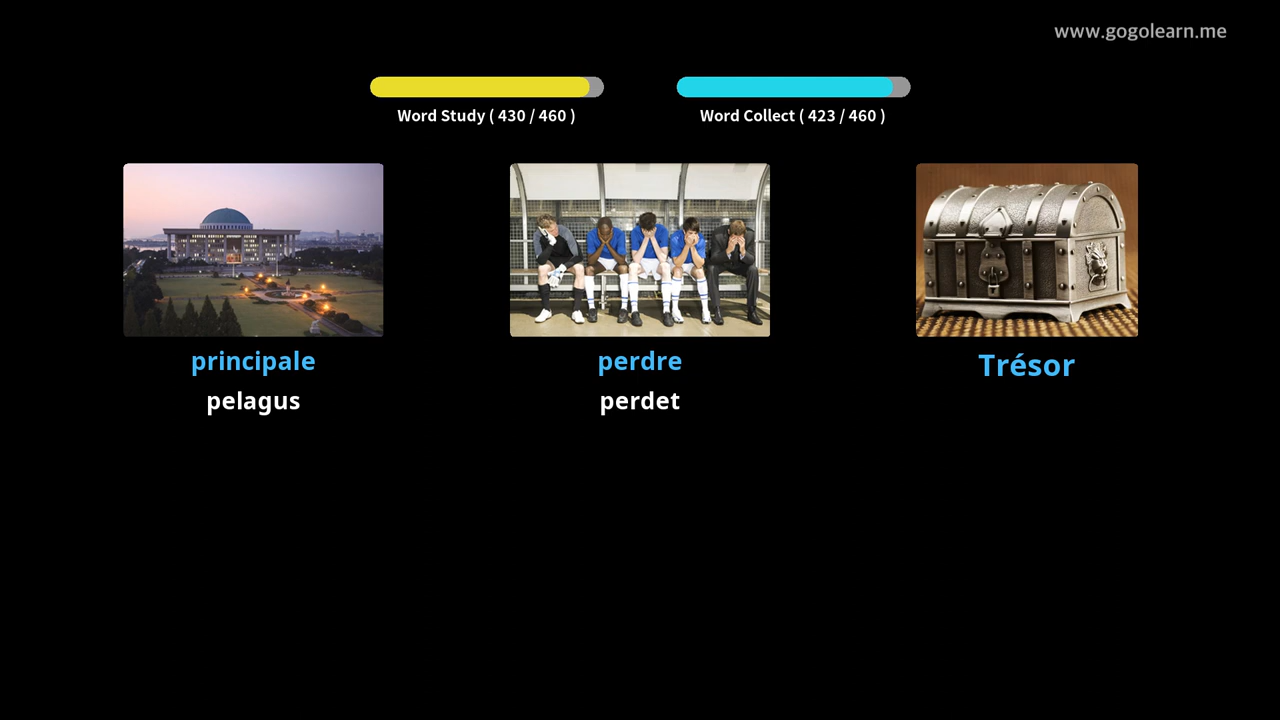 www.gogolearn.me
Word Study ( 430 / 460 )
Word Collect ( 423 / 460 )
principale
pelagus
perdre
perdet
Trésor